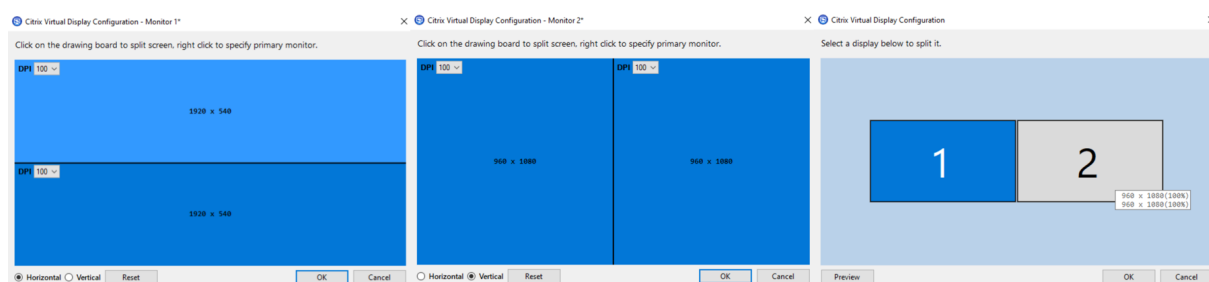 Citrix Virtual Display Configuration - Monitor 1*
Click on the drawing board to split screen, right click to specify primary monitor.
DPI 100
1920 x 540
DPI 100
1920 x 540
Horizontal Vertical Reset OK Cancel
Citrix Virtual Display Configuration - Monitor 2*
Click on the drawing board to split screen, right click to specify primary monitor.
DPI 100 DPI 100
960 x 1080 960 x 1080
Horizontal Vertical Reset OK Cancel
Citrix Virtual Display Configuration
Select a display below to split it.
1 2
960 x 1080(100%)
960 x 1080(100%)
Preview OK Cancel